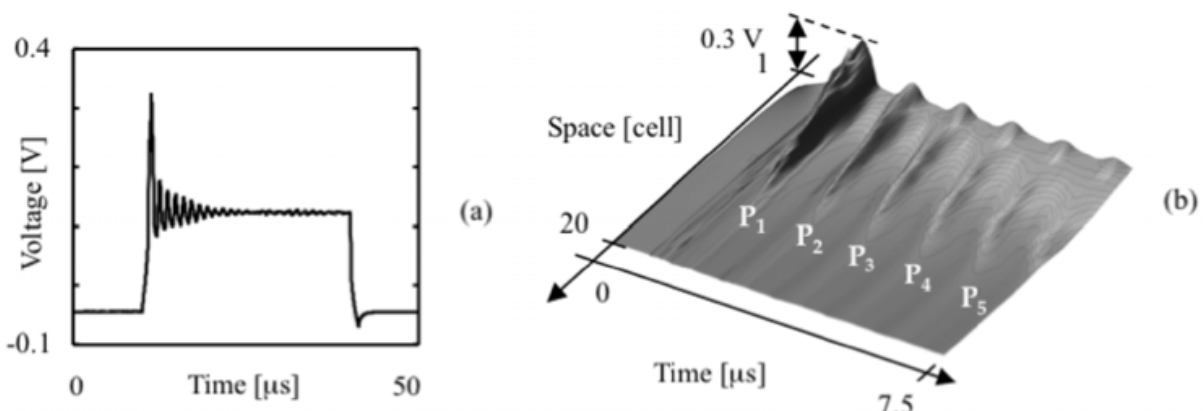 0.4
Voltage [V]
-0.1
0
Time [μs]
50
(a)
0.3 V
1
Space [cell]
20
0
P1
P2
P3
P4
P5
Time [μs]
7.5
(b)